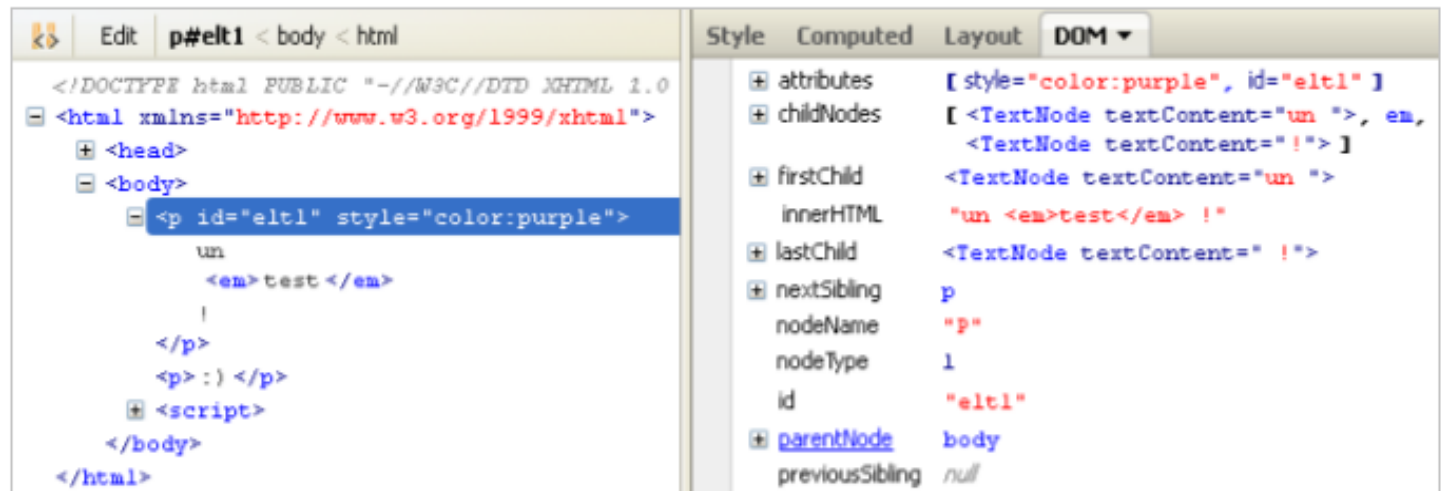 Edit p#elt1 < body < html
<!DOCTYPE html PUBLIC "-//W3C//DTD XHTML 1.0
<html xmlns="http://www.w3.org/1999/xhtml">
<head>
<body>
<p id="elt1" style="color:purple">
un
<em>test</em>
!
</p>
<p>:)</p>
<script>
</body>
</html>
Style Computed Layout DOM
attributes [ style="color:purple", id="elt1" ]
childNodes [ <TextNode textContent="un ">, em,
<TextNode textContent=" !"> ]
firstChild <TextNode textContent="un ">
innerHTML "un <em>test</em> !"
lastChild <TextNode textContent=" !">
nextSibling p
nodeName "P"
nodeType 1
id "elt1"
parentNode body
previousSibling null